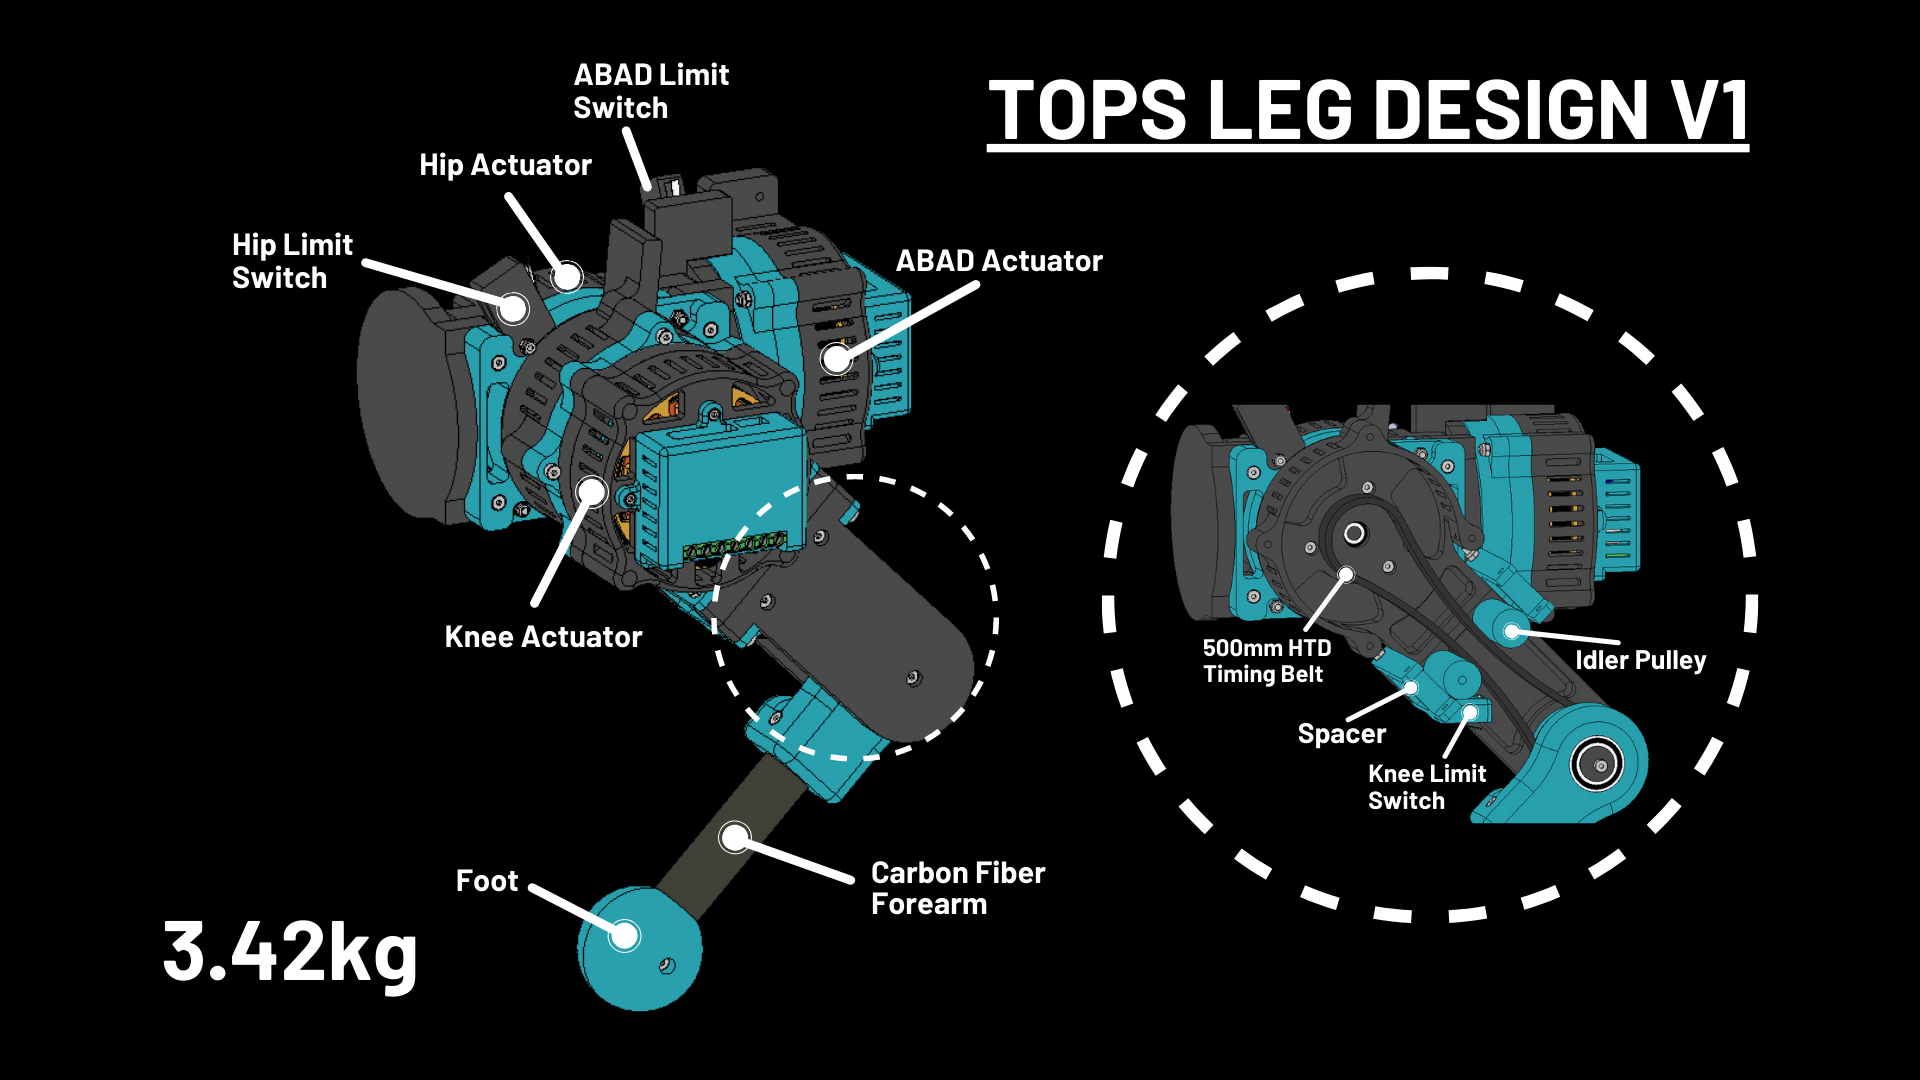 TOPS LEG DESIGN V1
ABAD Limit
Switch
Hip Actuator
Hip Limit
Switch
ABAD Actuator
Knee Actuator
500mm HTD
Timing Belt
Idler Pulley
Spacer
Knee Limit
Switch
Carbon Fiber
Forearm
Foot
3.42kg